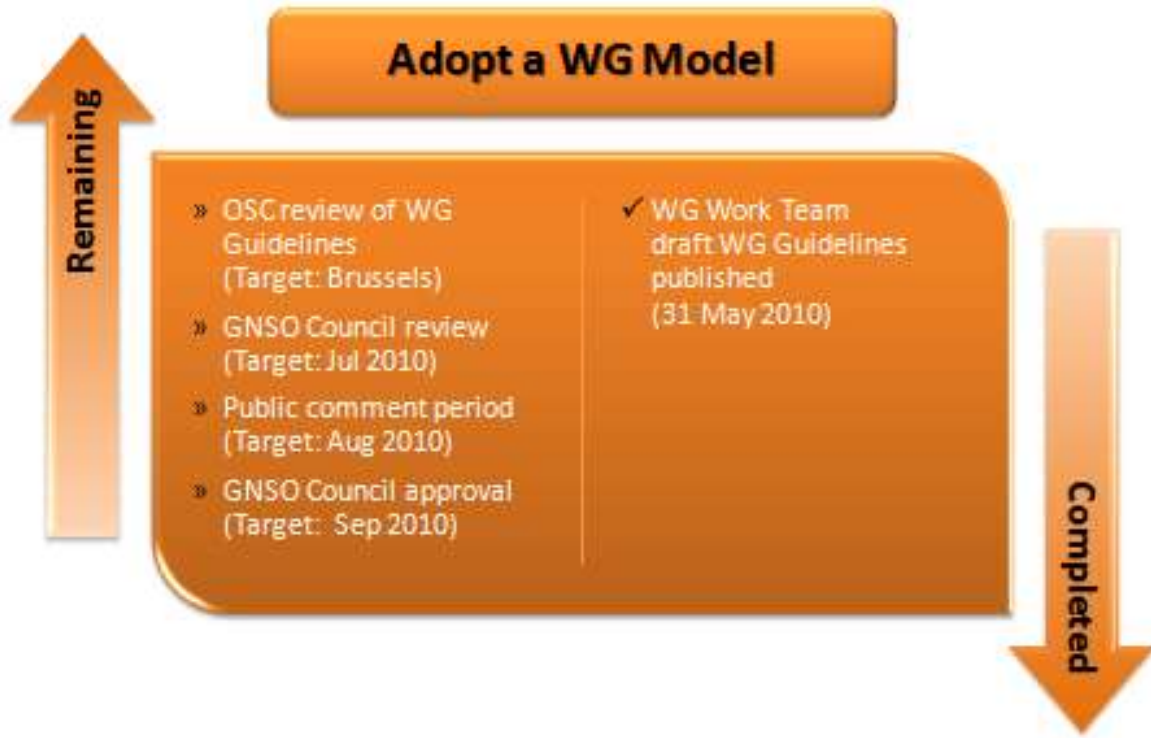 Adopt a WG Model
Remaining
» OSC review of WG
Guidelines
(Target: Brussels)
» GNSO Council review
(Target: Jul 2010)
» Public comment period
(Target: Aug 2010)
» GNSO Council approval
(Target: Sep 2010)
✓ WG Work Team
draft WG Guidelines
published
(31 May 2010)
Completed